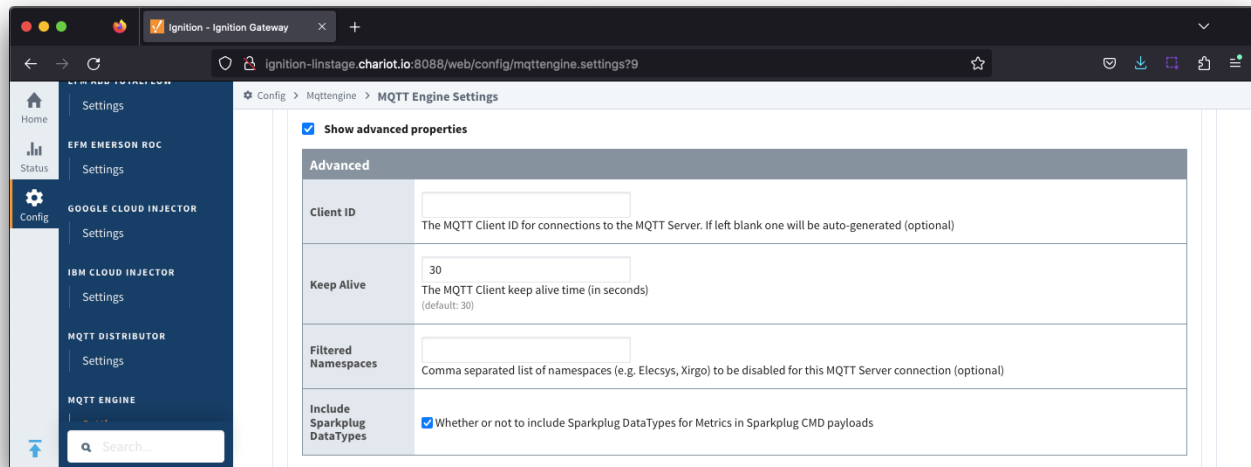 Ignition - Ignition Gateway
ignition-linstage.chariot.io:8088/web/config/mqttengine.settings?9
Home
Status
Config
Settings
EFM EMERSON ROC
Settings
GOOGLE CLOUD INJECTOR
Settings
IBM CLOUD INJECTOR
Settings
MQTT DISTRIBUTOR
Settings
MQTT ENGINE
Search...
Config > Mqttengine > MQTT Engine Settings
Show advanced properties
Advanced
Client ID
The MQTT Client ID for connections to the MQTT Server. If left blank one will be auto-generated (optional)
Keep Alive
30
The MQTT Client keep alive time (in seconds)
(default: 30)
Filtered
Namespaces
Comma separated list of namespaces (e.g. Elecsys, Xirgo) to be disabled for this MQTT Server connection (optional)
Include
Sparkplug
DataTypes
Whether or not to include Sparkplug DataTypes for Metrics in Sparkplug CMD payloads